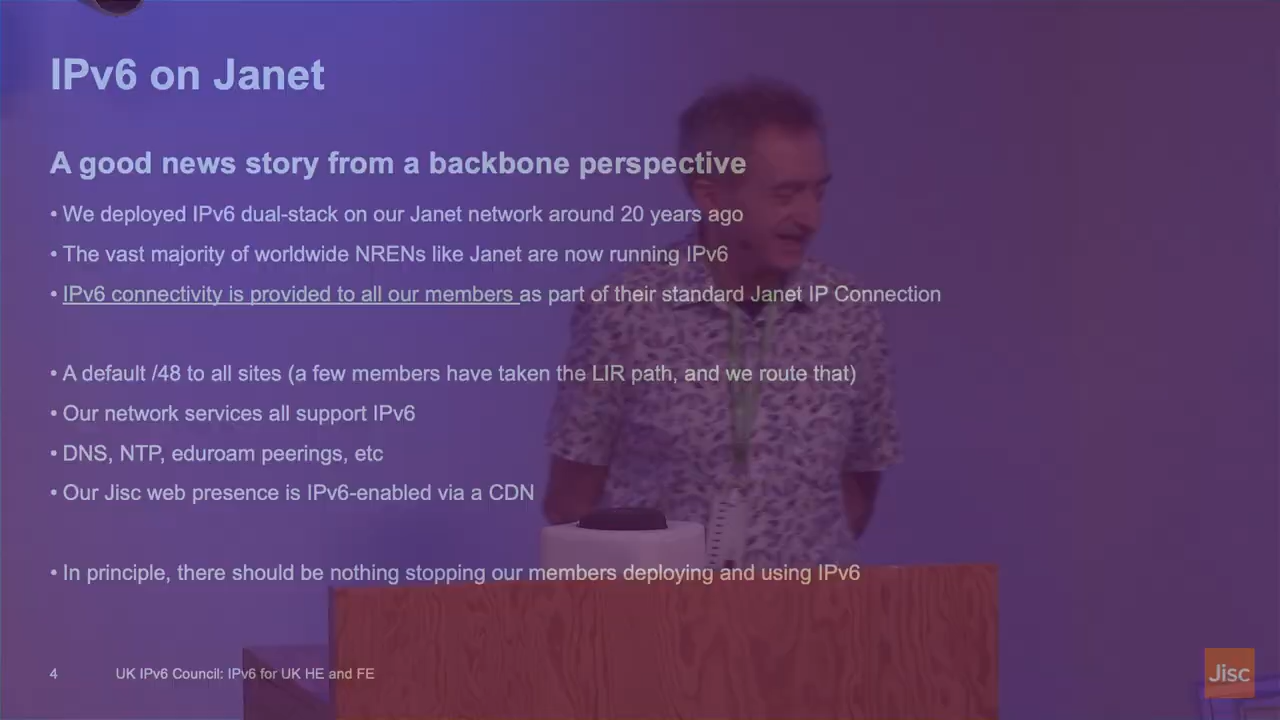 IPv6 on Janet
A good news story from a backbone perspective
• We deployed IPv6 dual-stack on our Janet network around 20 years ago
• The vast majority of worldwide NRENs like Janet are now running IPv6
• IPv6 connectivity is provided to all our members as part of their standard Janet IP Connection
• A default /48 to all sites (a few members have taken the LIR path, and we route that)
• Our network services all support IPv6
• DNS, NTP, eduroam peerings, etc
• Our Jisc web presence is IPv6-enabled via a CDN
• In principle, there should be nothing stopping our members deploying and using IPv6
4 UK IPv6 Council: IPv6 for UK HE and FE
Jisc